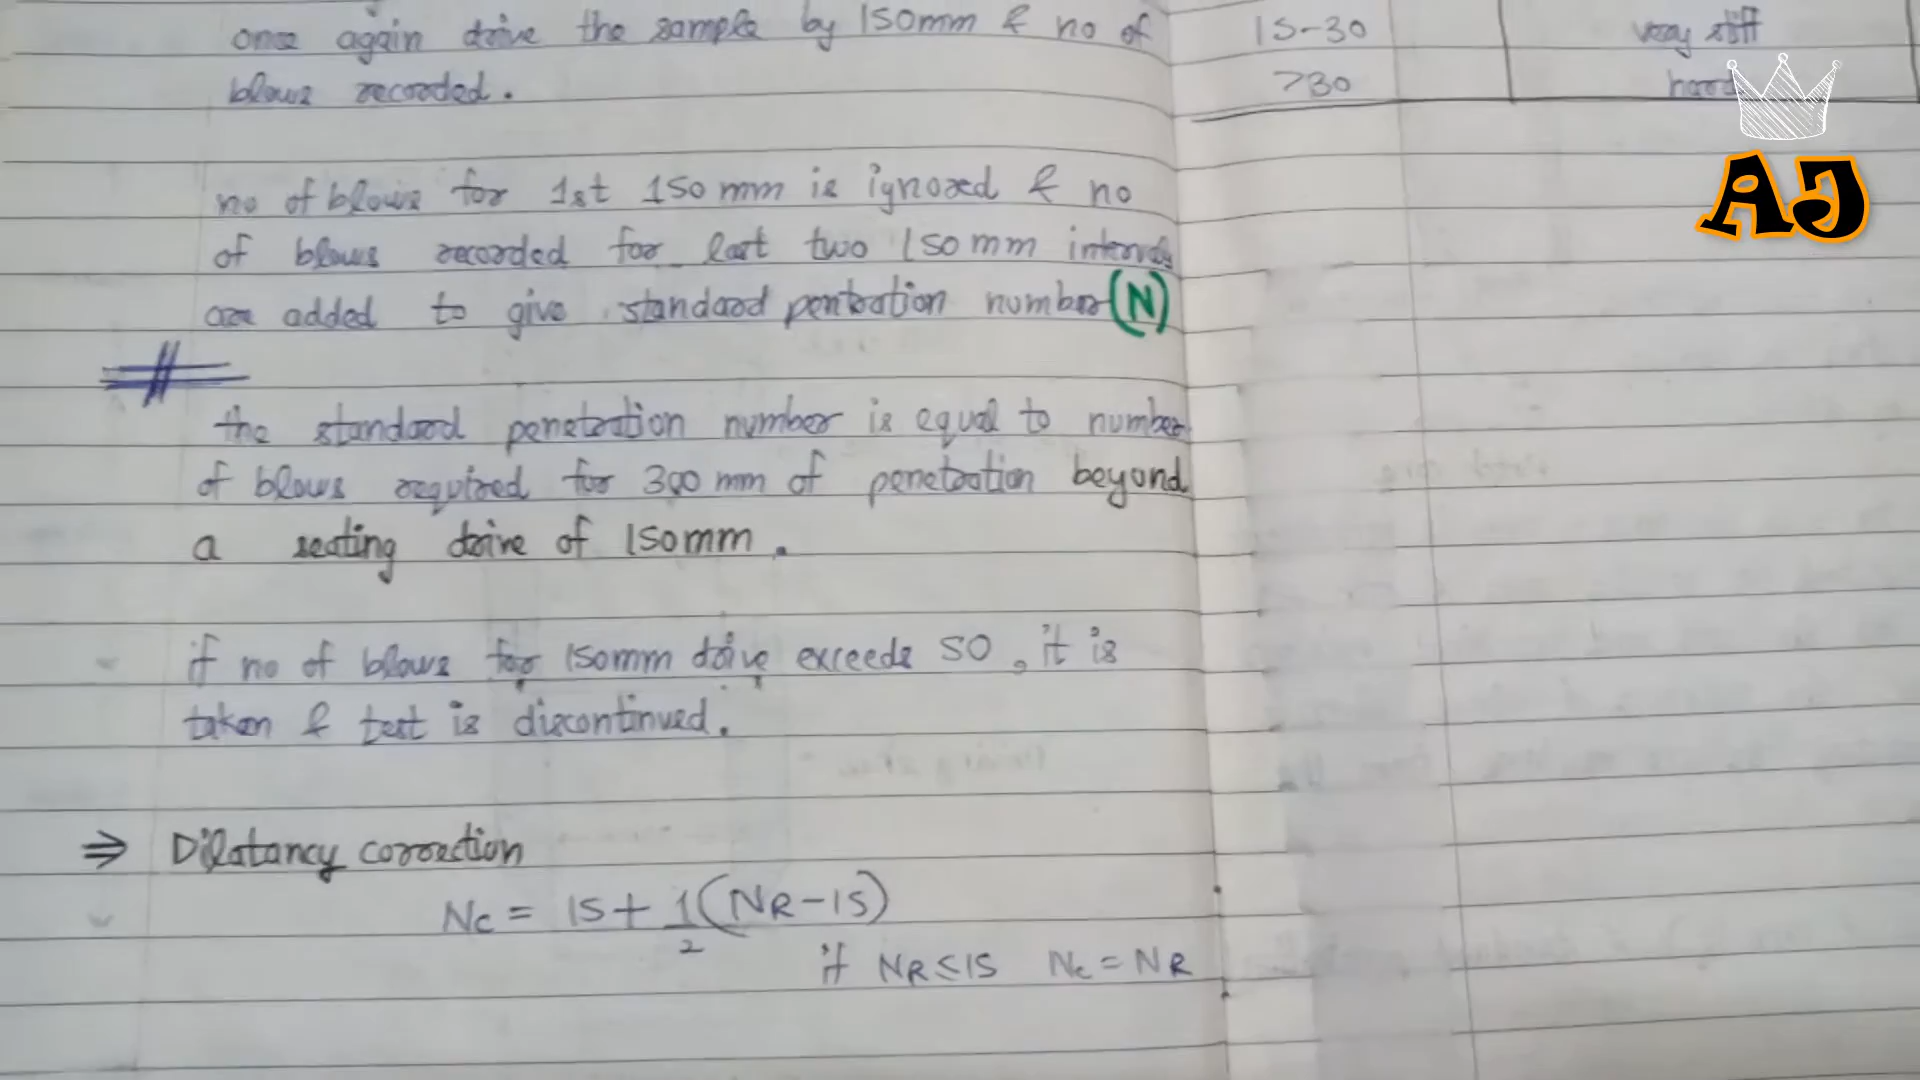 once again drive the sample by 150mm & no of
blows recorded.
no of blows for 1st 150 mm is ignored & no
of blows recorded for last two 150 mm intervals
are added to give standard pentration number (N)
the standard penetration number is equal to number
of blows required for 300 mm of penetration beyond
a seating drive of 150mm.
if no of blows for 150mm drive exceeds 50, it is
taken & test is discontinued.
⇒ Dilatancy correction
Nc = 15 + 1/2 (NR - 15)
if NR ≤ 15 Nc = NR
15-30 very stiff
>30 hard
AJ